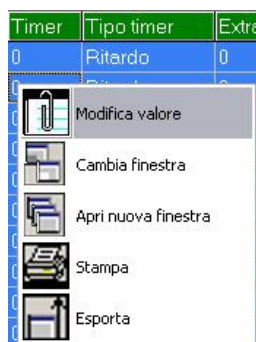 Timer Tipo timer Extra
0 Ritardo 0
Modifica valore
Cambia finestra
Apri nuova finestra
Stampa
Esporta